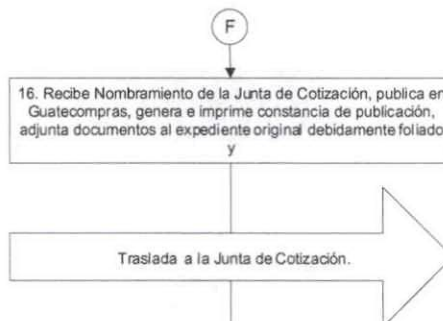 F
16. Recibe Nombramiento de la Junta de Cotización, publica en
Guatecompras, genera e imprime constancia de publicación,
adjunta documentos al expediente original debidamente foliado
y
Traslada a la Junta de Cotización.